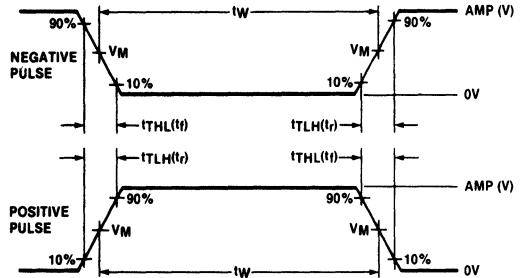 90% tW 90% AMP (V)
NEGATIVE PULSE VM VM
10% 10% 0V
tTHL(tf) tTLH(tr)
tTLH(tr) tTHL(tf)
AMP (V)
90% 90%
POSITIVE PULSE VM VM
10% tW 10% 0V